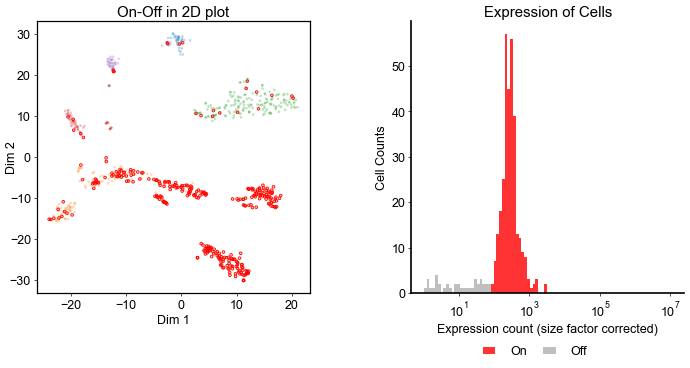 On-Off in 2D plot
30
20
10
0
−10
−20
−30
Dim 2
−20 −10 0 10 20
Dim 1
Expression of Cells
50
40
30
20
10
0
Cell Counts
10^1 10^3 10^5 10^7
Expression count (size factor corrected)
On Off